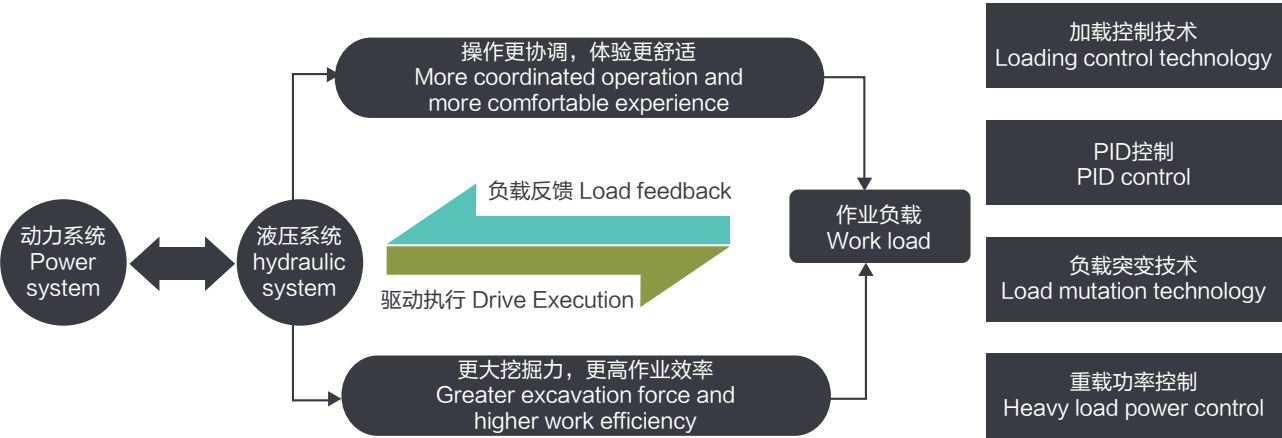 操作更协调，体验更舒适
More coordinated operation and
more comfortable experience
负载反馈 Load feedback
动力系统
Power
system
液压系统
hydraulic
system
作业负载
Work load
驱动执行 Drive Execution
更大挖掘力，更高作业效率
Greater excavation force and
higher work efficiency
加载控制技术
Loading control technology
PID控制
PID control
负载突变技术
Load mutation technology
重载功率控制
Heavy load power control